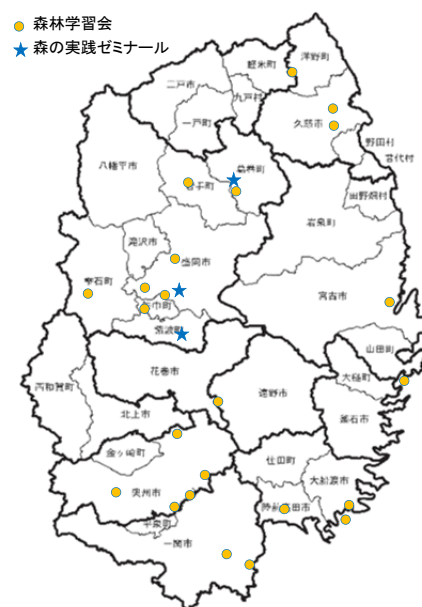 森林学習会
森の実践ゼミナール
軽米町
洋野町
二戸市
九戸村
一戸町
久慈市
野田村
普代村
八幡平市
葛巻町
岩手町
田野畑村
岩泉町
滝沢市
盛岡市
雫石町
宮古市
矢巾町
紫波町
山田町
花巻市
大槌町
西和賀町
遠野市
釜石市
北上市
住田町
金ヶ崎町
大船渡市
奥州市
陸前高田市
平泉町
一関市